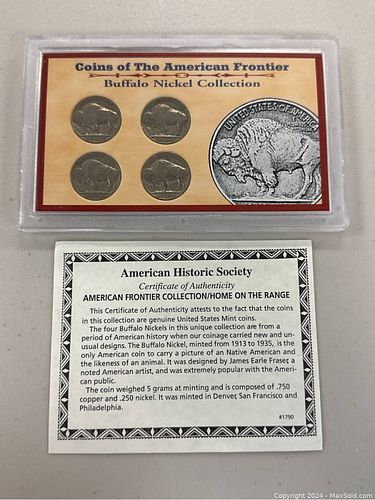 Coins of The American Frontier
Buffalo Nickel Collection
UNITED STATES OF AMERICA
American Historic Society
Certificate of Authenticity
AMERICAN FRONTIER COLLECTION/HOME ON THE RANGE
This Certificate of Authenticity attests to the fact that the coins
in this collection are genuine United States Mint coins.
The four Buffalo Nickels in this unique collection are from a
period of American history when our coinage carried new and un-
usual designs. The Buffalo Nickel, minted from 1913 to 1935, is the
only American coin to carry a picture of an Native American and
the likeness of an animal. It was designed by James Earle Fraser, a
noted American artist, and was extremely popular with the Ameri-
can public.
The coin weighed 5 grams at minting and is composed of .750
copper and .250 nickel. It was minted in Denver, San Francisco and
Philadelphia.
#1790
Copyright 2024 - MaxSold.com